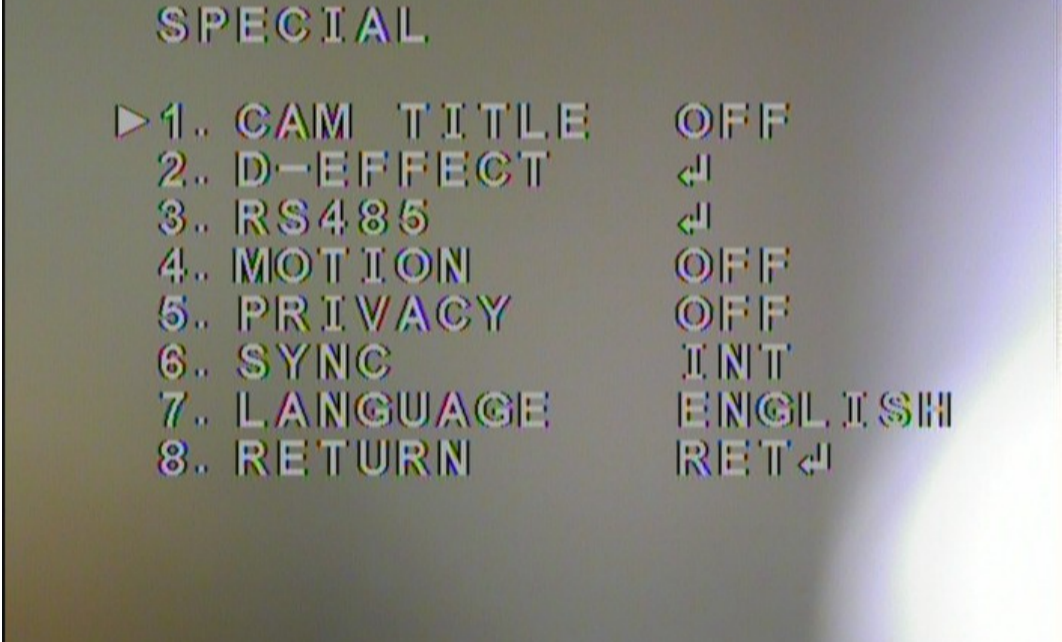 SPECIAL
▷1. CAM TITLE OFF
2. D-EFFECT ↲
3. RS485 ↲
4. MOTION OFF
5. PRIVACY OFF
6. SYNC INT
7. LANGUAGE ENGLISH
8. RETURN RET↲